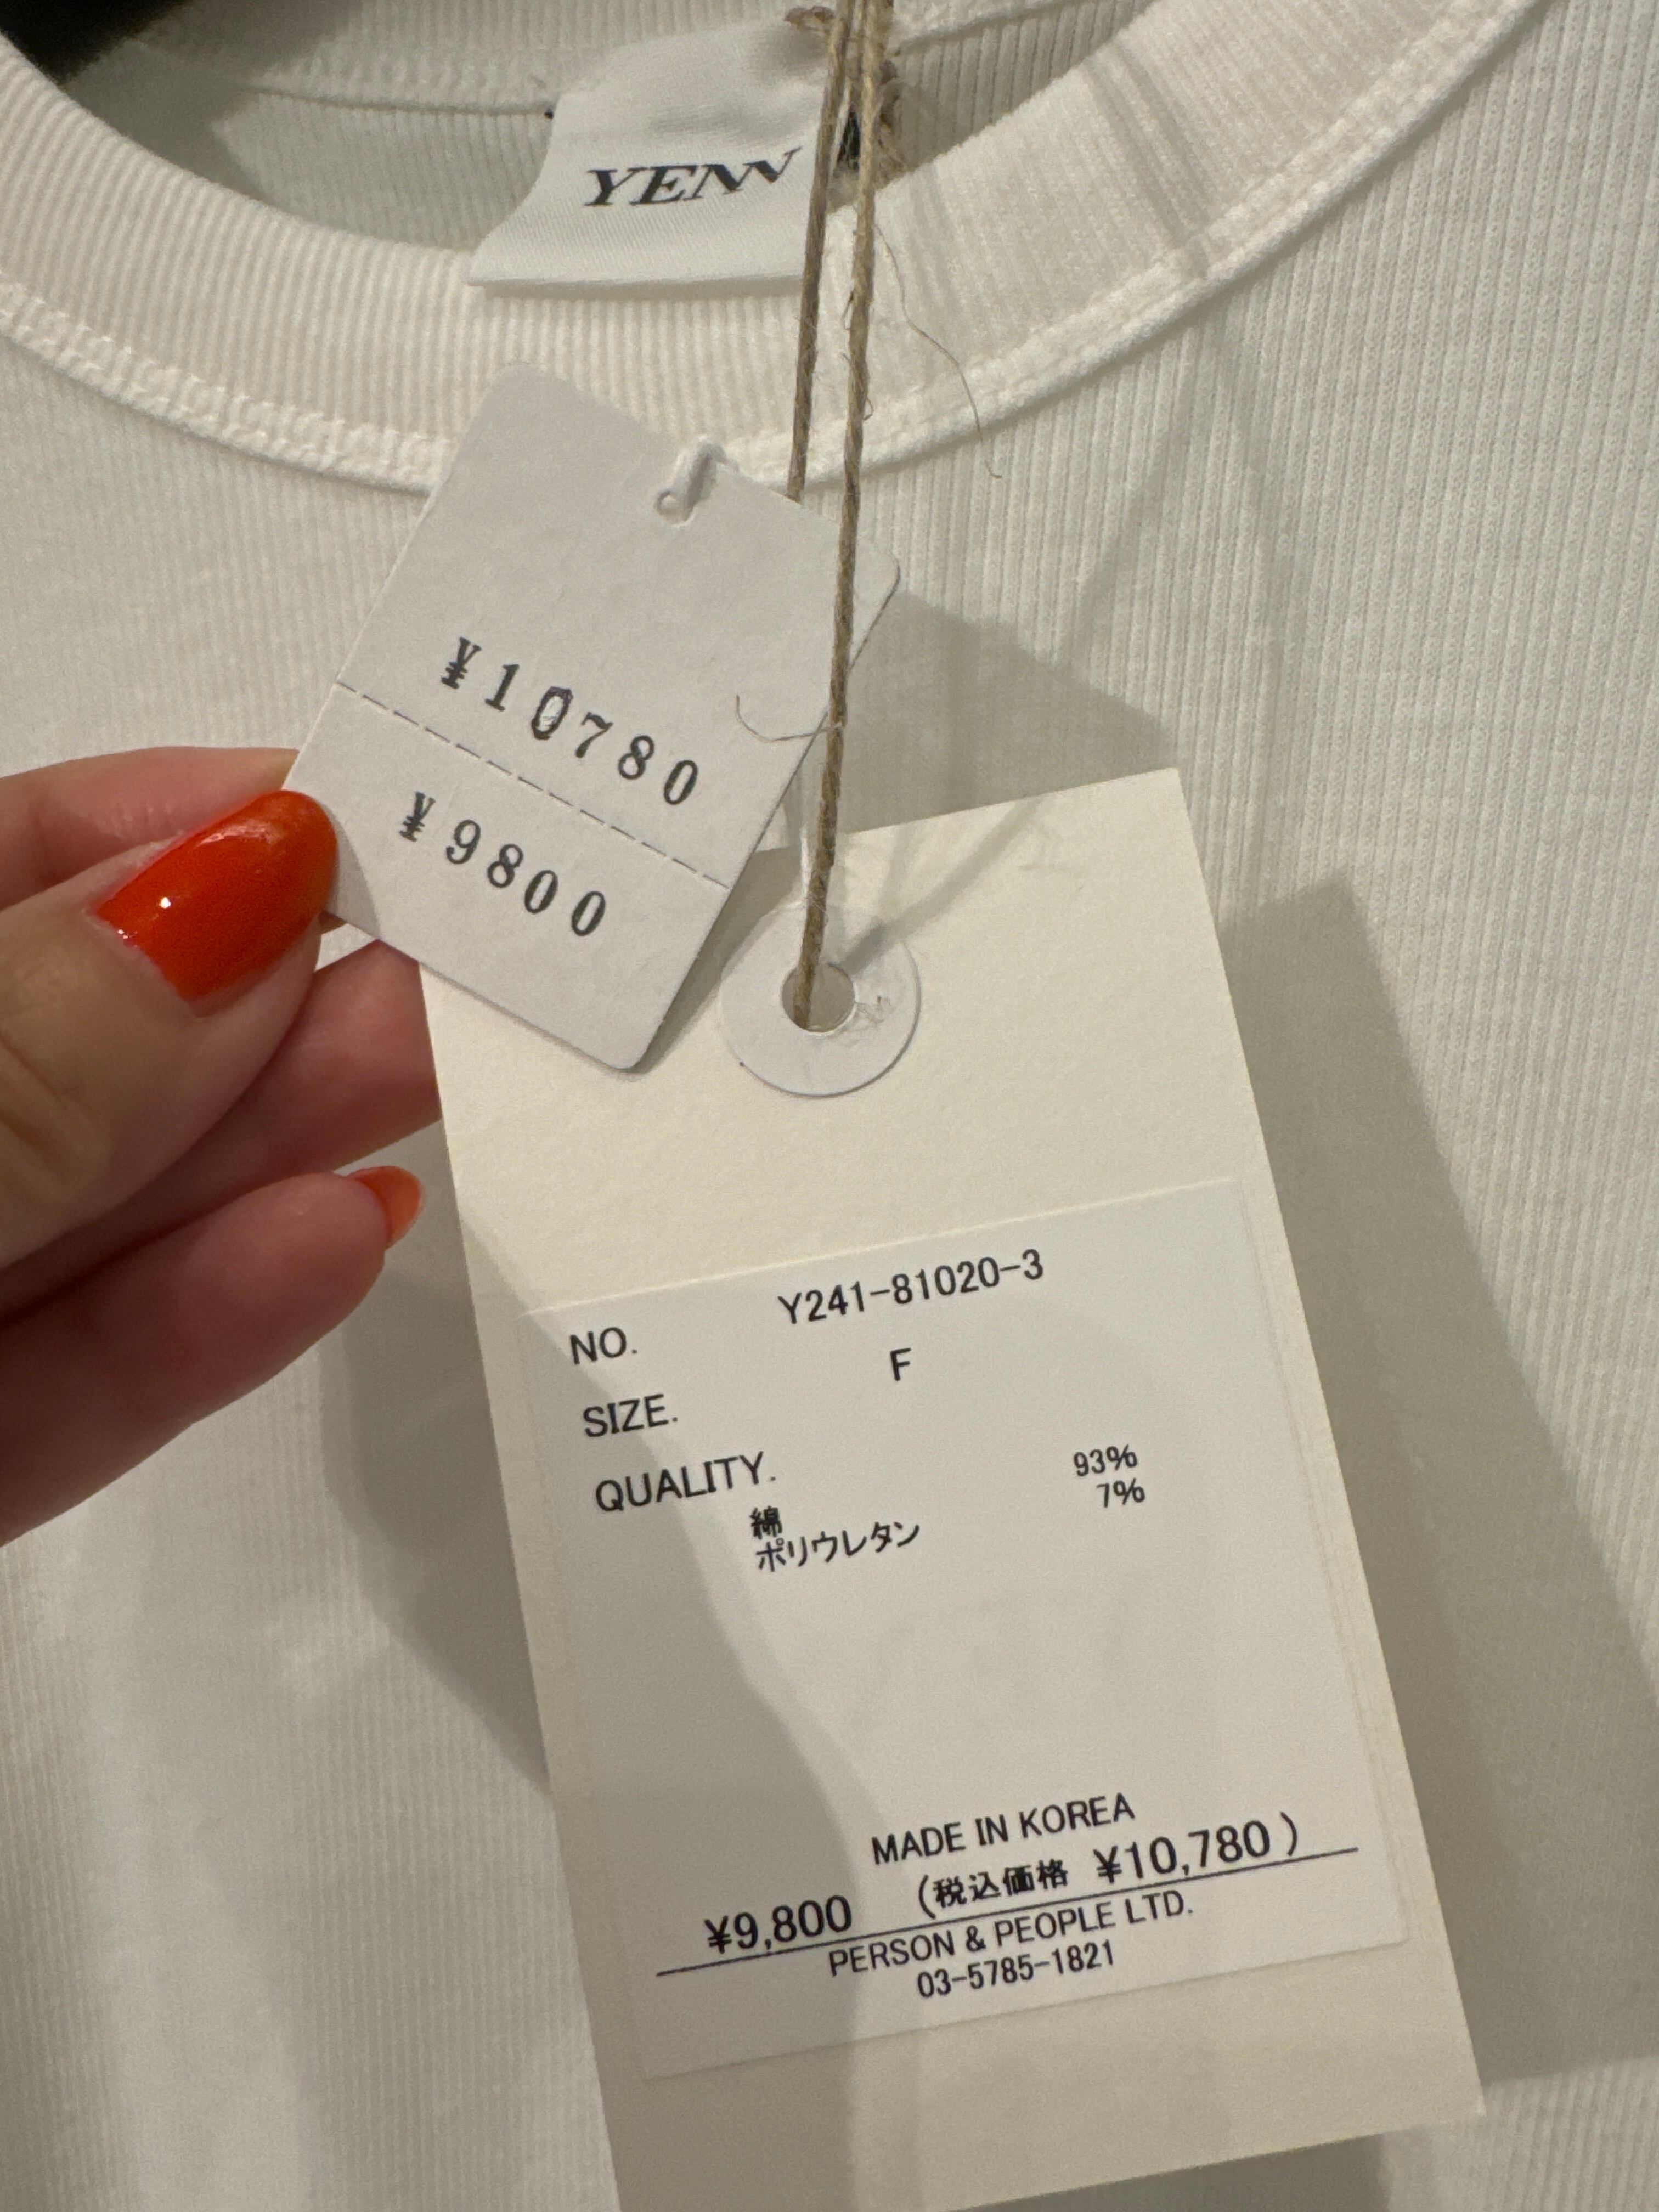 YENN
¥10780
¥9800
NO. Y241-81020-3
SIZE. F
QUALITY.
綿 93%
ポリウレタン 7%
MADE IN KOREA
¥9,800 (税込価格 ¥10,780)
PERSON & PEOPLE LTD.
03-5785-1821